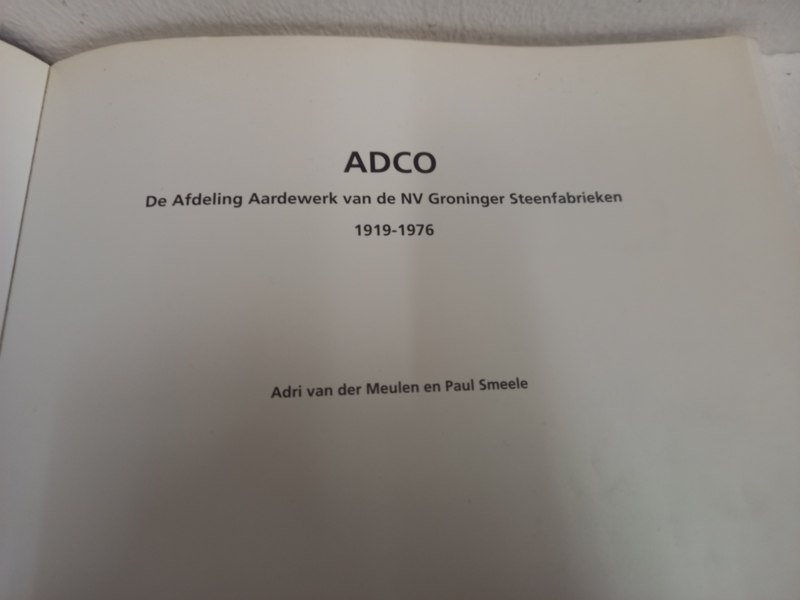 ADCO
De Afdeling Aardewerk van de NV Groninger Steenfabrieken
1919-1976
Adri van der Meulen en Paul Smeele